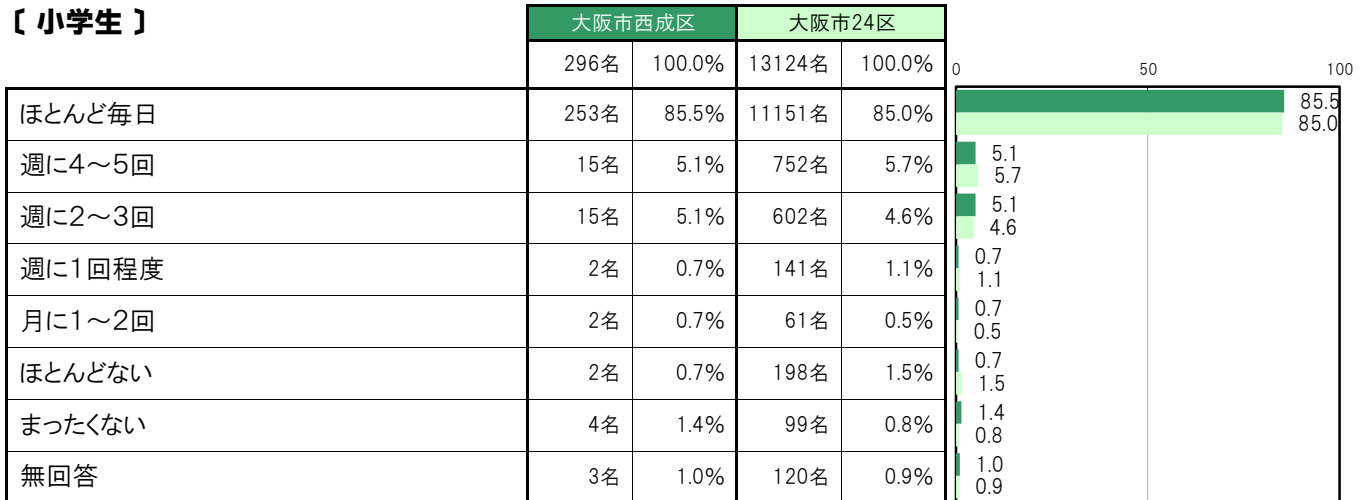 〔 小学生 〕
大阪市西成区 大阪市24区
296名 100.0% 13124名 100.0%
0 50 100
ほとんど毎日 253名 85.5% 11151名 85.0%
85.5
85.0
週に4～5回 15名 5.1% 752名 5.7%
5.1
5.7
週に2～3回 15名 5.1% 602名 4.6%
5.1
4.6
週に1回程度 2名 0.7% 141名 1.1%
0.7
1.1
月に1～2回 2名 0.7% 61名 0.5%
0.7
0.5
ほとんどない 2名 0.7% 198名 1.5%
0.7
1.5
まったくない 4名 1.4% 99名 0.8%
1.4
0.8
無回答 3名 1.0% 120名 0.9%
1.0
0.9